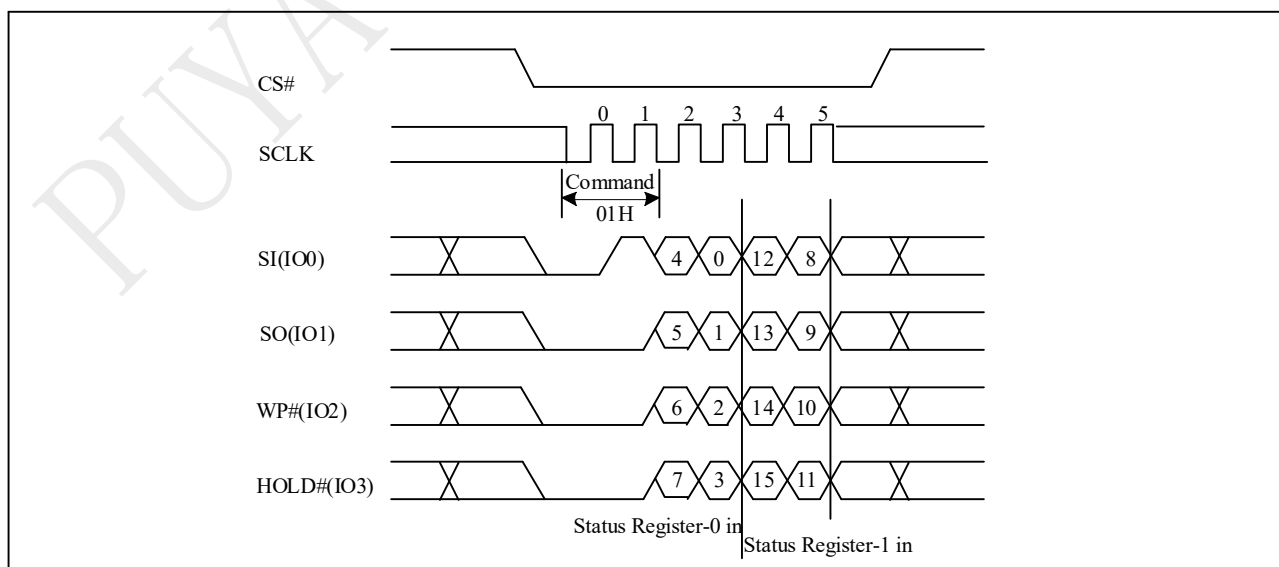 PUYA
CS#
0 1 2 3 4 5
SCLK
Command
01H
SI(IO0) 4 0 12 8
SO(IO1) 5 1 13 9
WP#(IO2) 6 2 14 10
HOLD#(IO3) 7 3 15 11
Status Register-0 in
Status Register-1 in